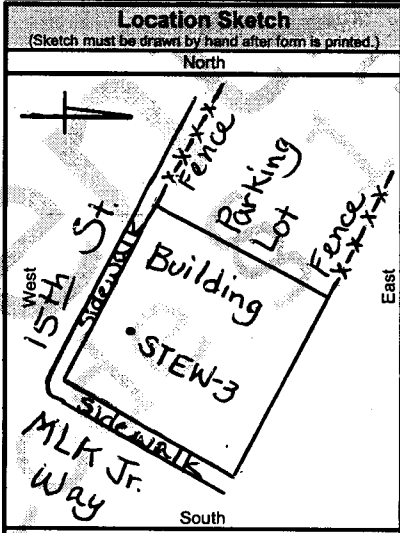 Location Sketch
(Sketch must be drawn by hand after form is printed.)
North
Fence
Parking
Lot
Fence
15th St.
West
Sidewalk
Building
East
STEW-3
Sidewalk
MLK Jr.
Way
South